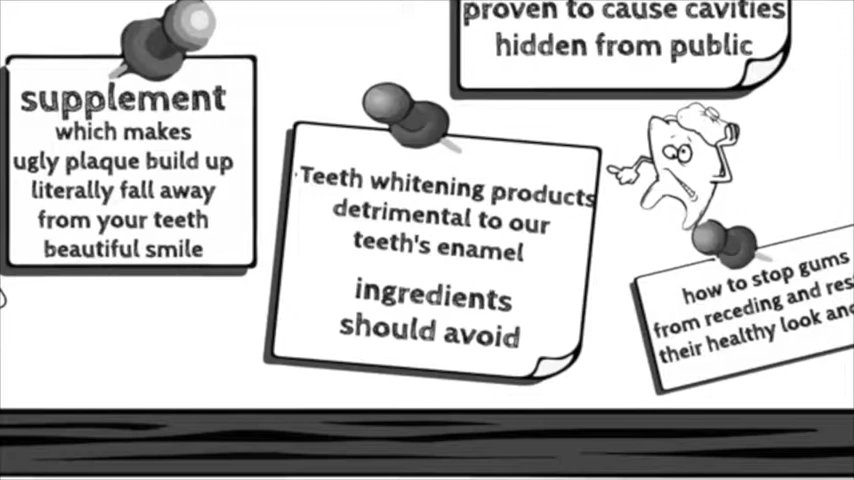 proven to cause cavities
hidden from public
supplement
which makes
ugly plaque build up
literally fall away
from your teeth
beautiful smile
Teeth whitening products
detrimental to our
teeth's enamel
ingredients
should avoid
how to stop gums
from receding and
their healthy look